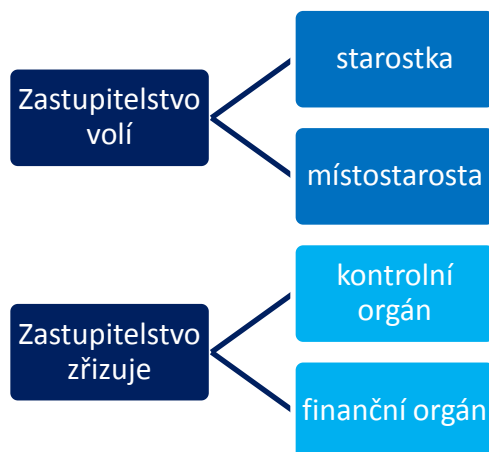 Zastupitelstvo
volí
starostka
místostarosta
Zastupitelstvo
zřizuje
kontrolní
orgán
finanční orgán